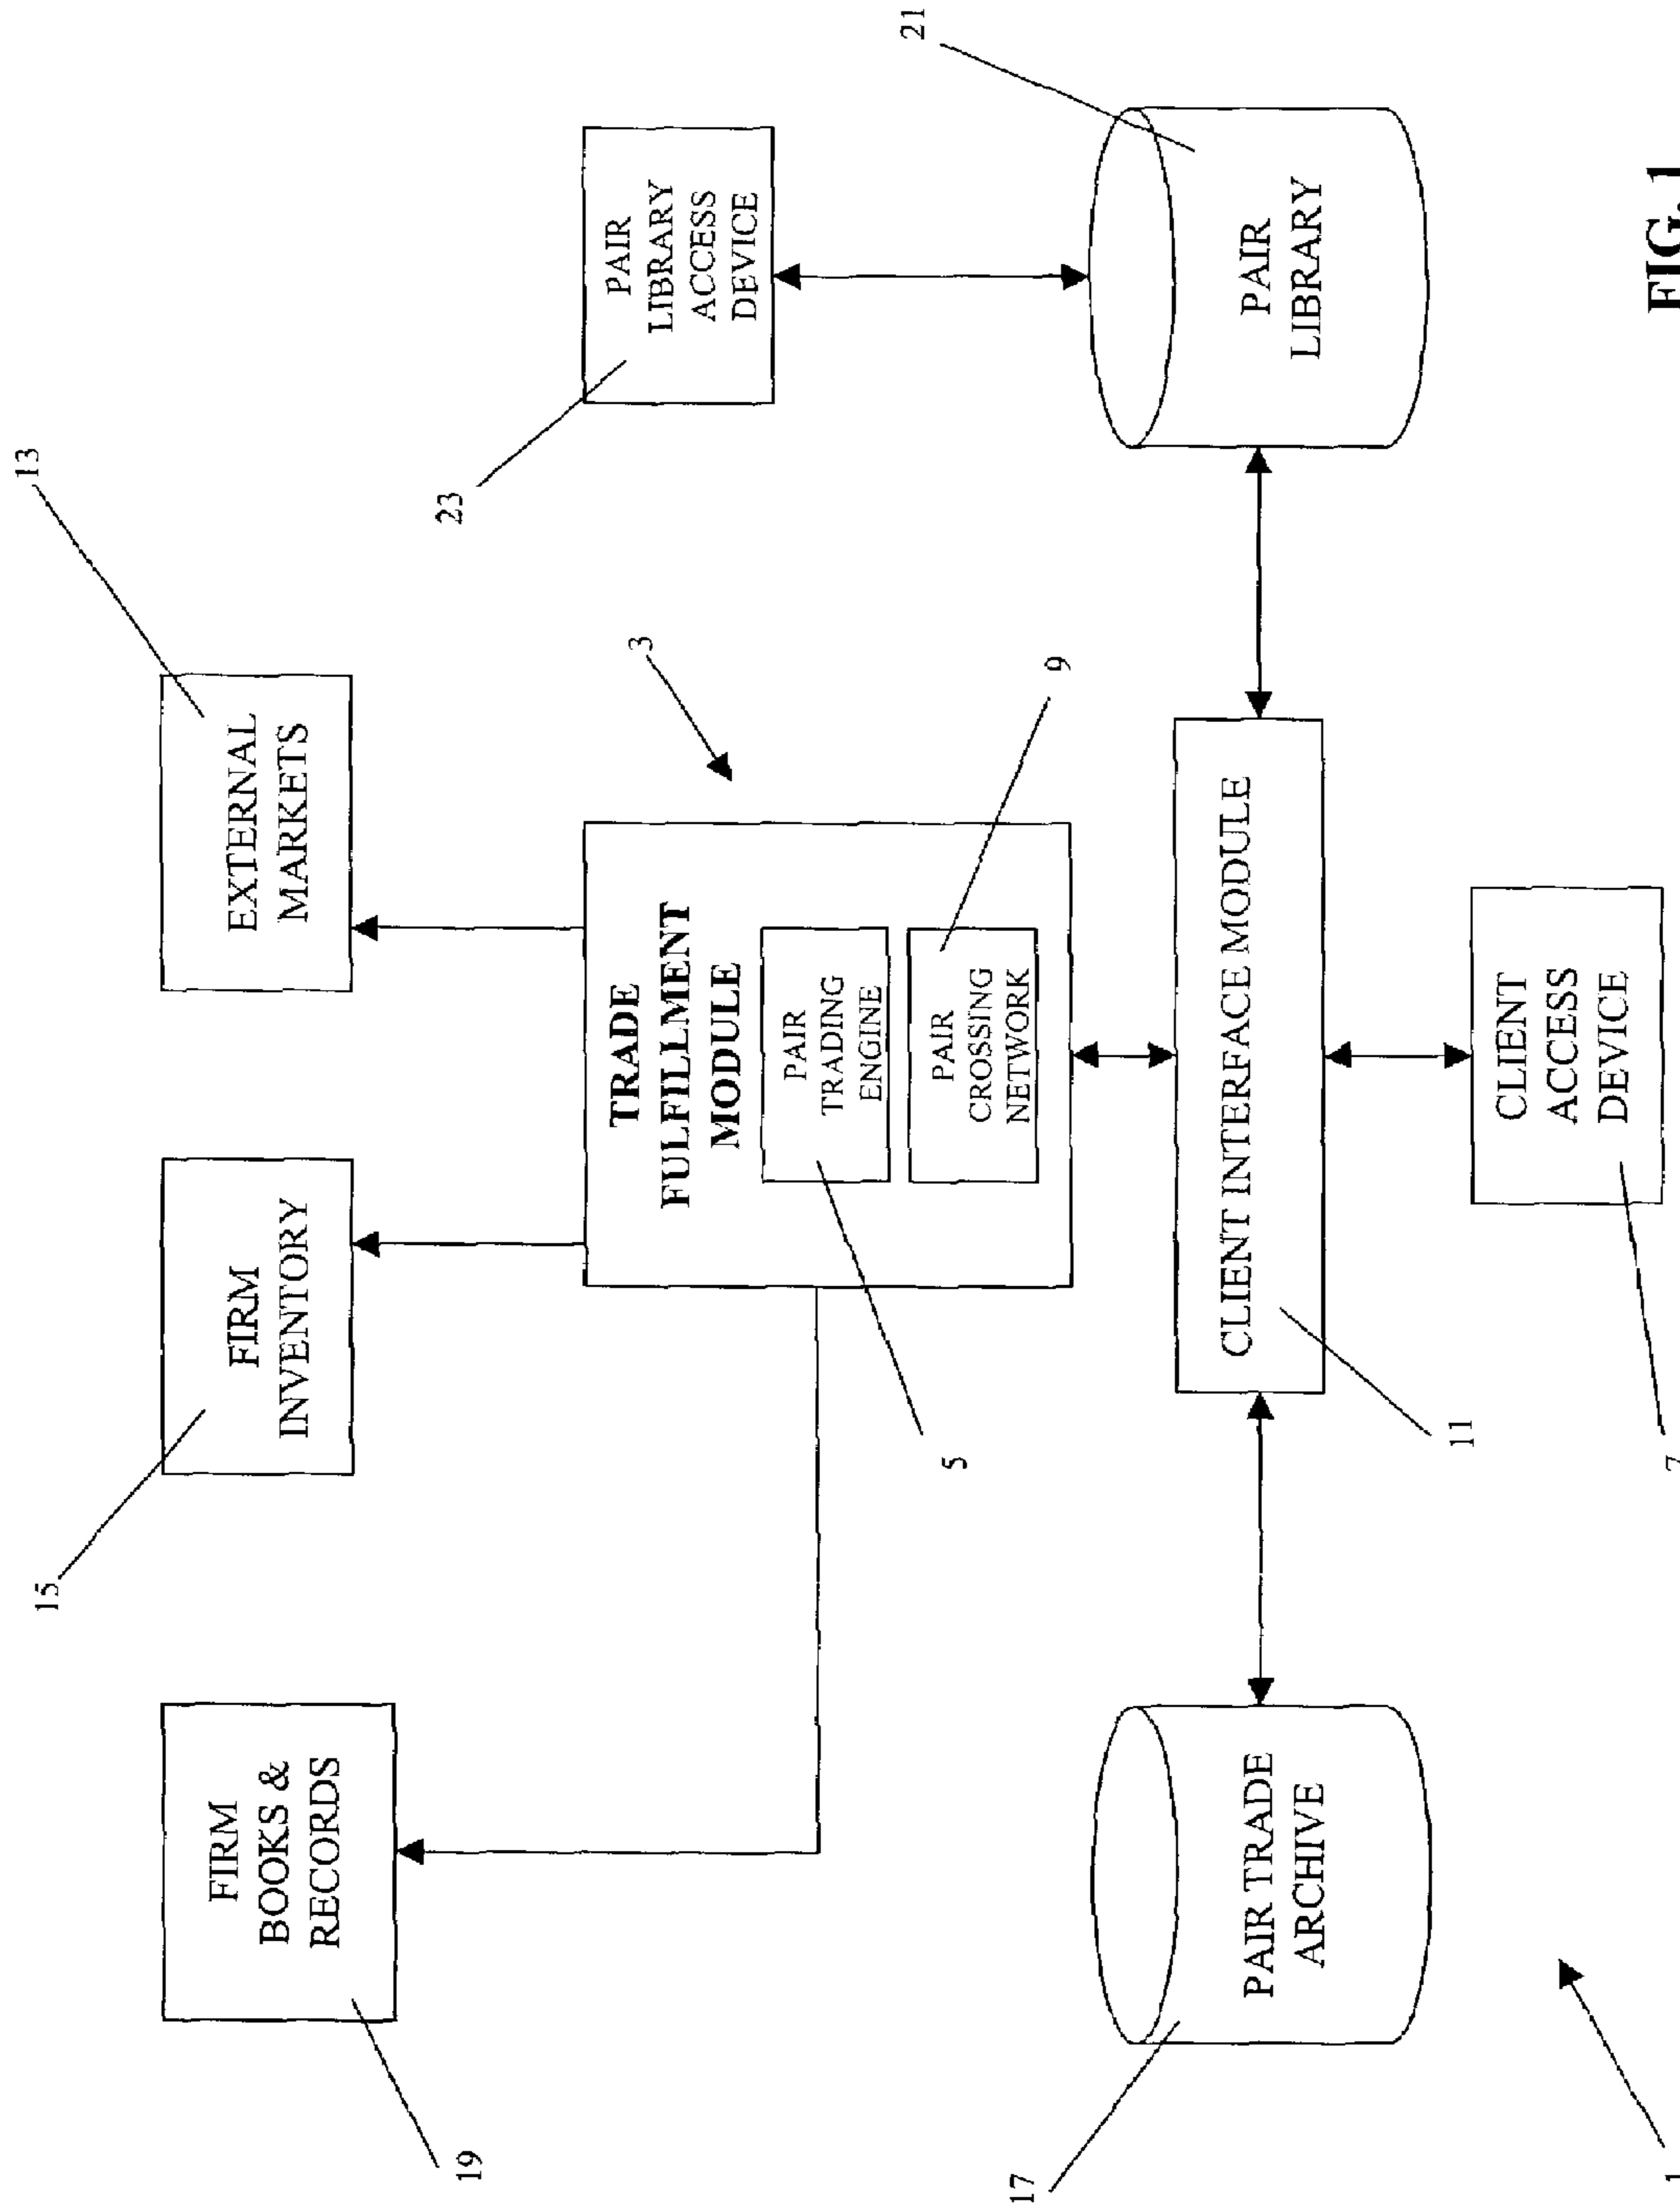 19
FIRM
BOOKS &
RECORDS
15
FIRM
INVENTORY
13
EXTERNAL
MARKETS
3
TRADE
FULFILLMENT
MODULE
PAIR
TRADING
ENGINE
5
PAIR
CROSSING
NETWORK
9
23
PAIR
LIBRARY
ACCESS
DEVICE
21
PAIR
LIBRARY
17
PAIR TRADE
ARCHIVE
CLIENT INTERFACE MODULE
11
CLIENT
ACCESS
DEVICE
7
1
FIG. 1